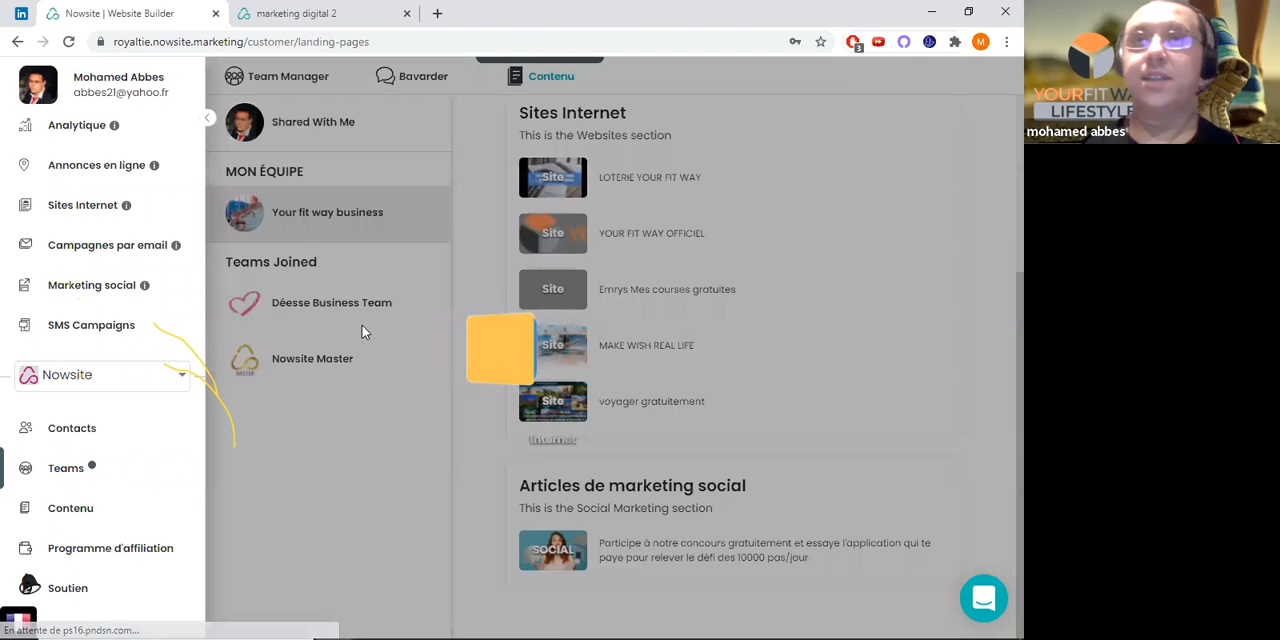 Nowsite | Website Builder
marketing digital 2
royaltie.nowsite.marketing/customer/landing-pages
3
M
Mohamed Abbes
abbes21@yahoo.fr
Analytique
Annonces en ligne
Sites Internet
Campagnes par email
Marketing social
SMS Campaigns
Nowsite
Contacts
Teams
Contenu
Programme d'affiliation
Soutien
En attente de ps16.pndsn.com...
Team Manager
Bavarder
Contenu
Shared With Me
MON ÉQUIPE
Your fit way business
Teams Joined
Déesse Business Team
Nowsite Master
Sites Internet
This is the Websites section
Site
LOTERIE YOUR FIT WAY
Site
YOUR FIT WAY OFFICIEL
Site
Emrys Mes courses gratuites
Site
MAKE WISH REAL LIFE
Site
voyager gratuitement
Internet
Articles de marketing social
This is the Social Marketing section
SOCIAL
Participe à notre concours gratuitement et essaye l'application qui te
paye pour relever le défi des 10000 pas/jour
YOURFIT WA
LIFESTYLE
mohamed abbes